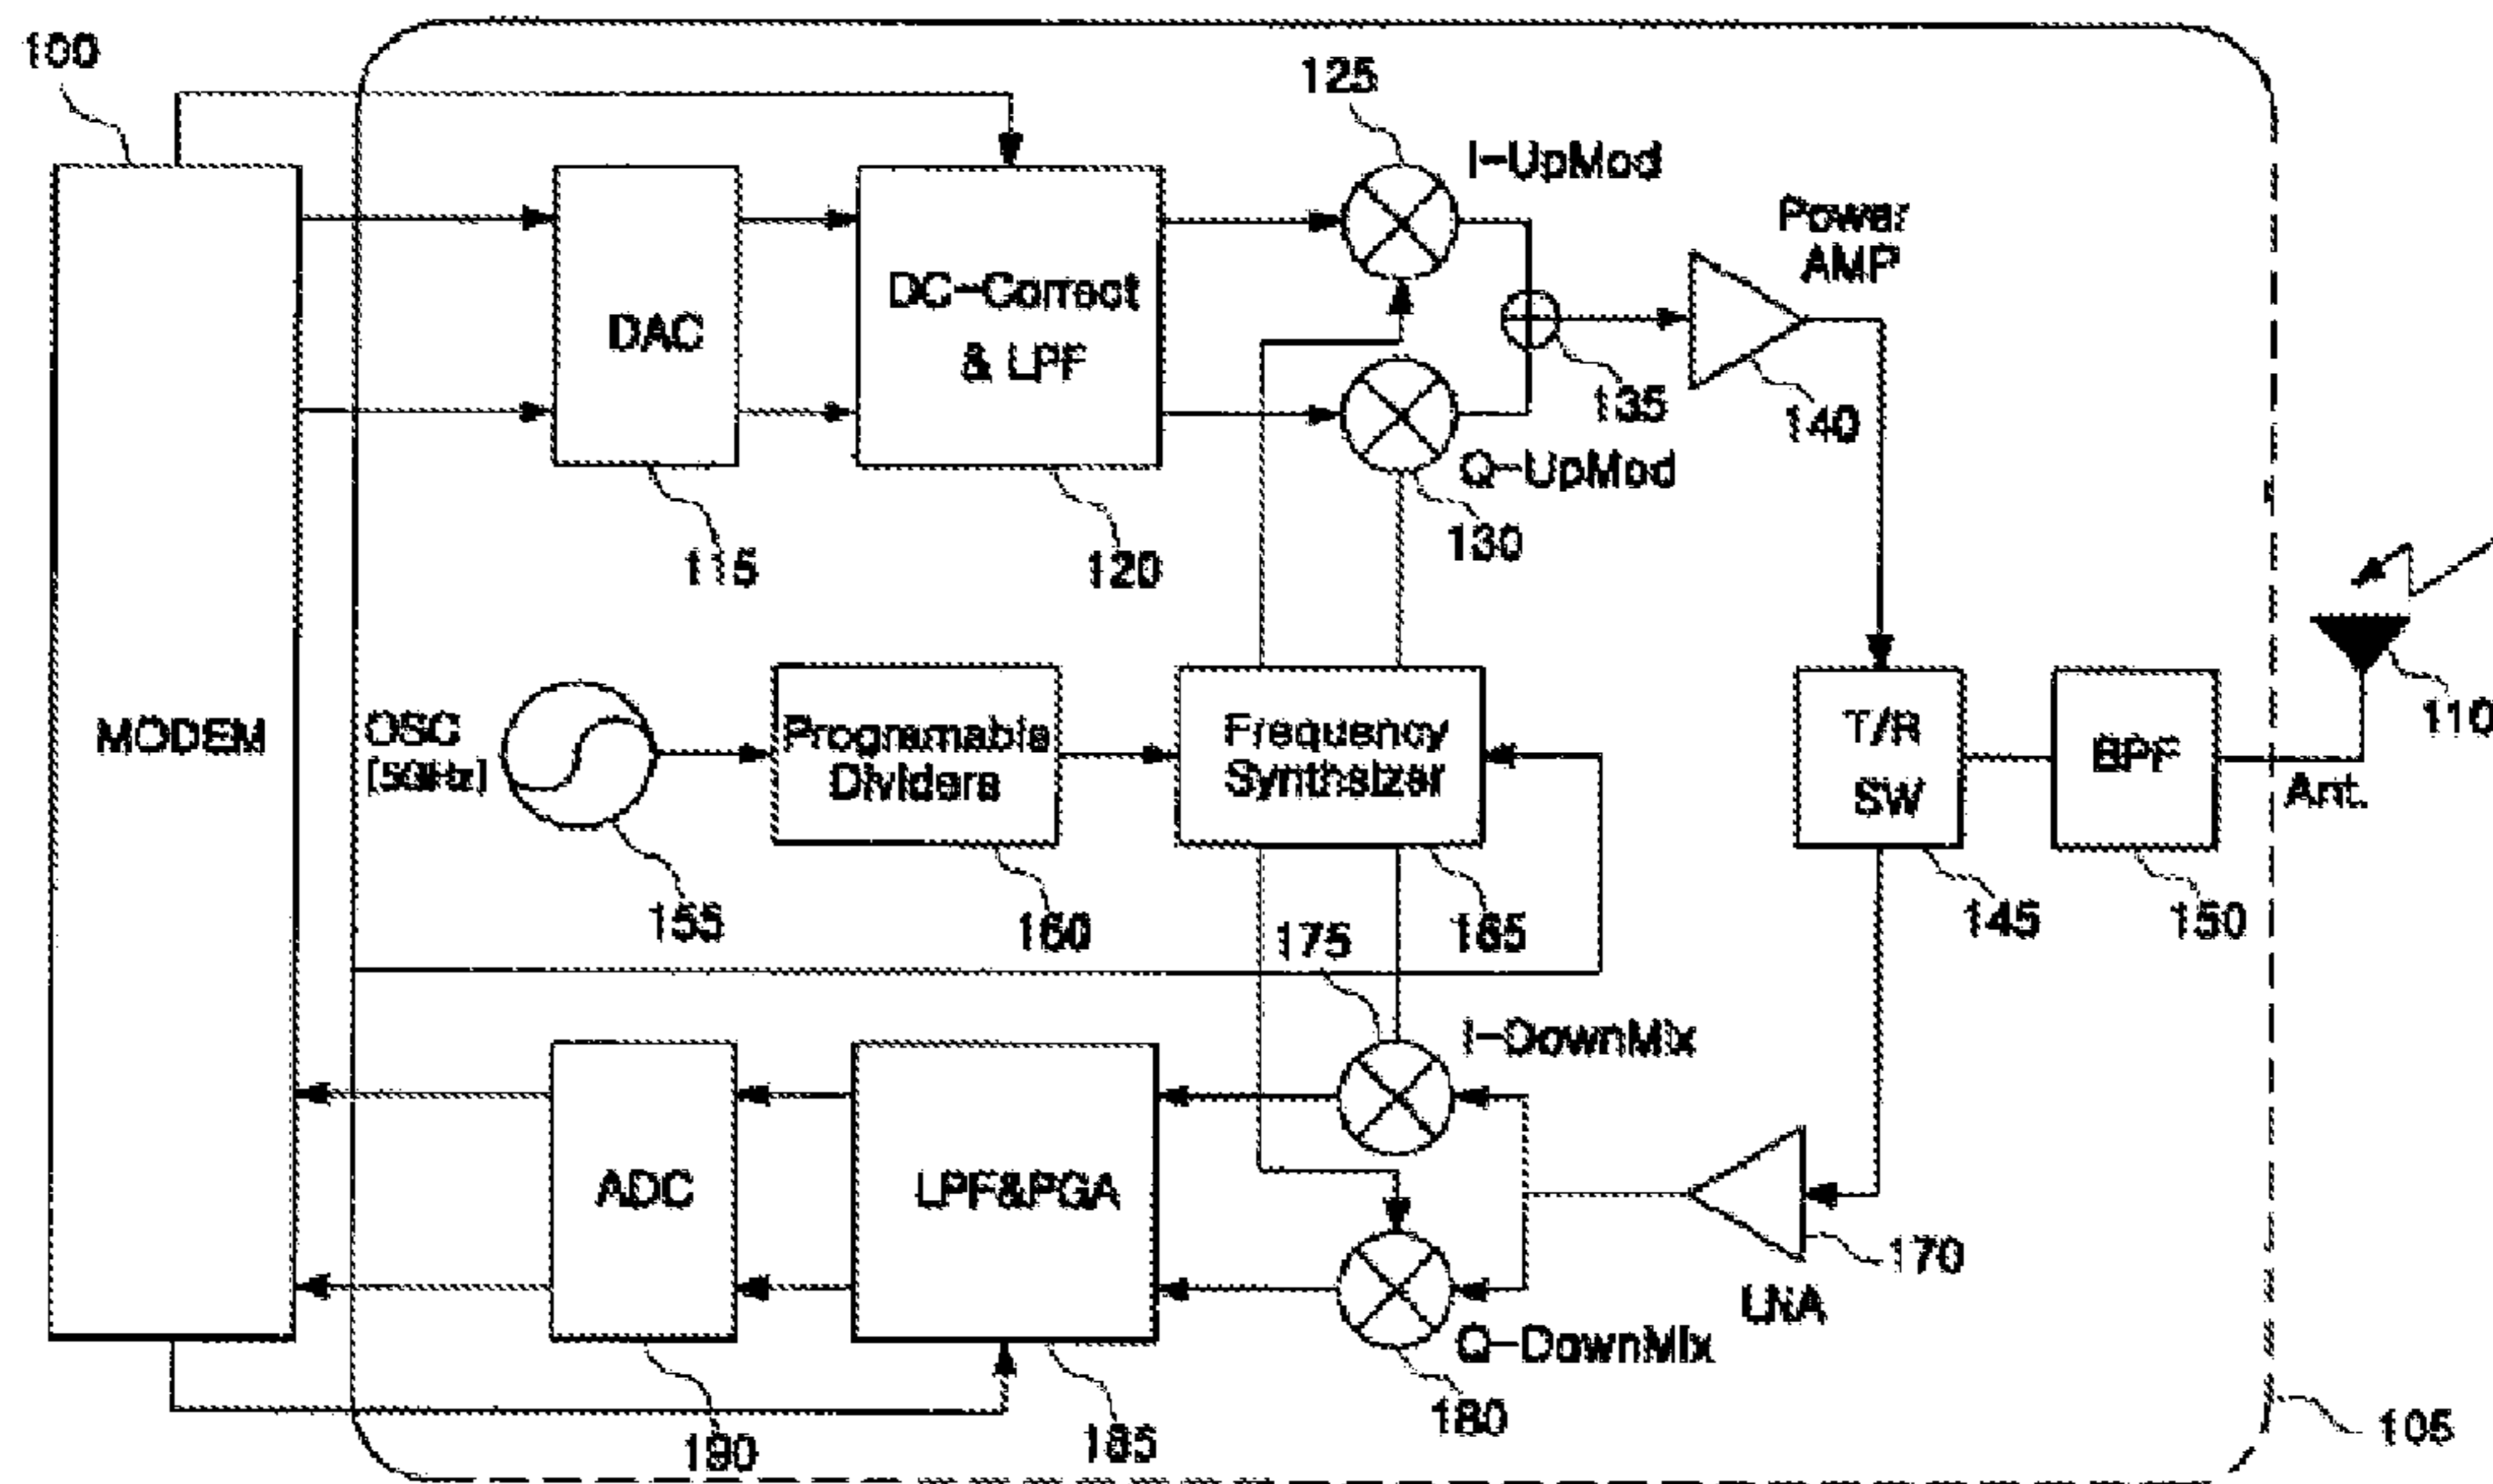 100
125
I-UpMod
Power
AMP
DC-Correct
& LPF
DAC
135
140
Q-UpMod
115
120
130
MODEM
OSC
[5GHz]
Programable
Dividers
Frequency
Synthsizer
T/R
SW
BPF
110
Ant.
155
160
175
165
145
150
I-DownMix
ADC
LPF&PGA
170
LNA
Q-DownMix
180
190
185
105